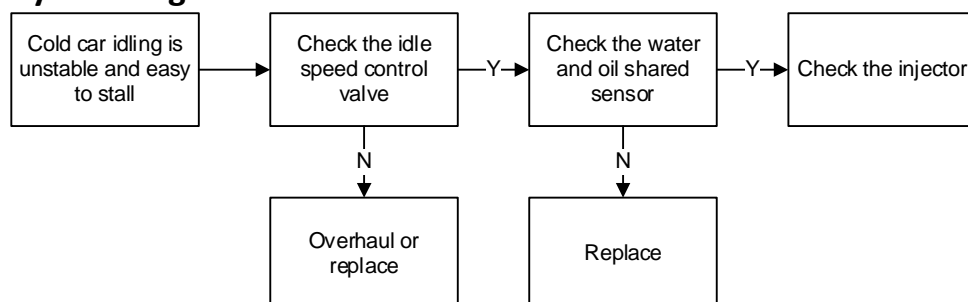 Cold car idling is
unstable and easy
to stall
Check the idle
speed control
valve
Y
Check the water
and oil shared
sensor
Y
Check the injector
N
N
Overhaul or
replace
Replace